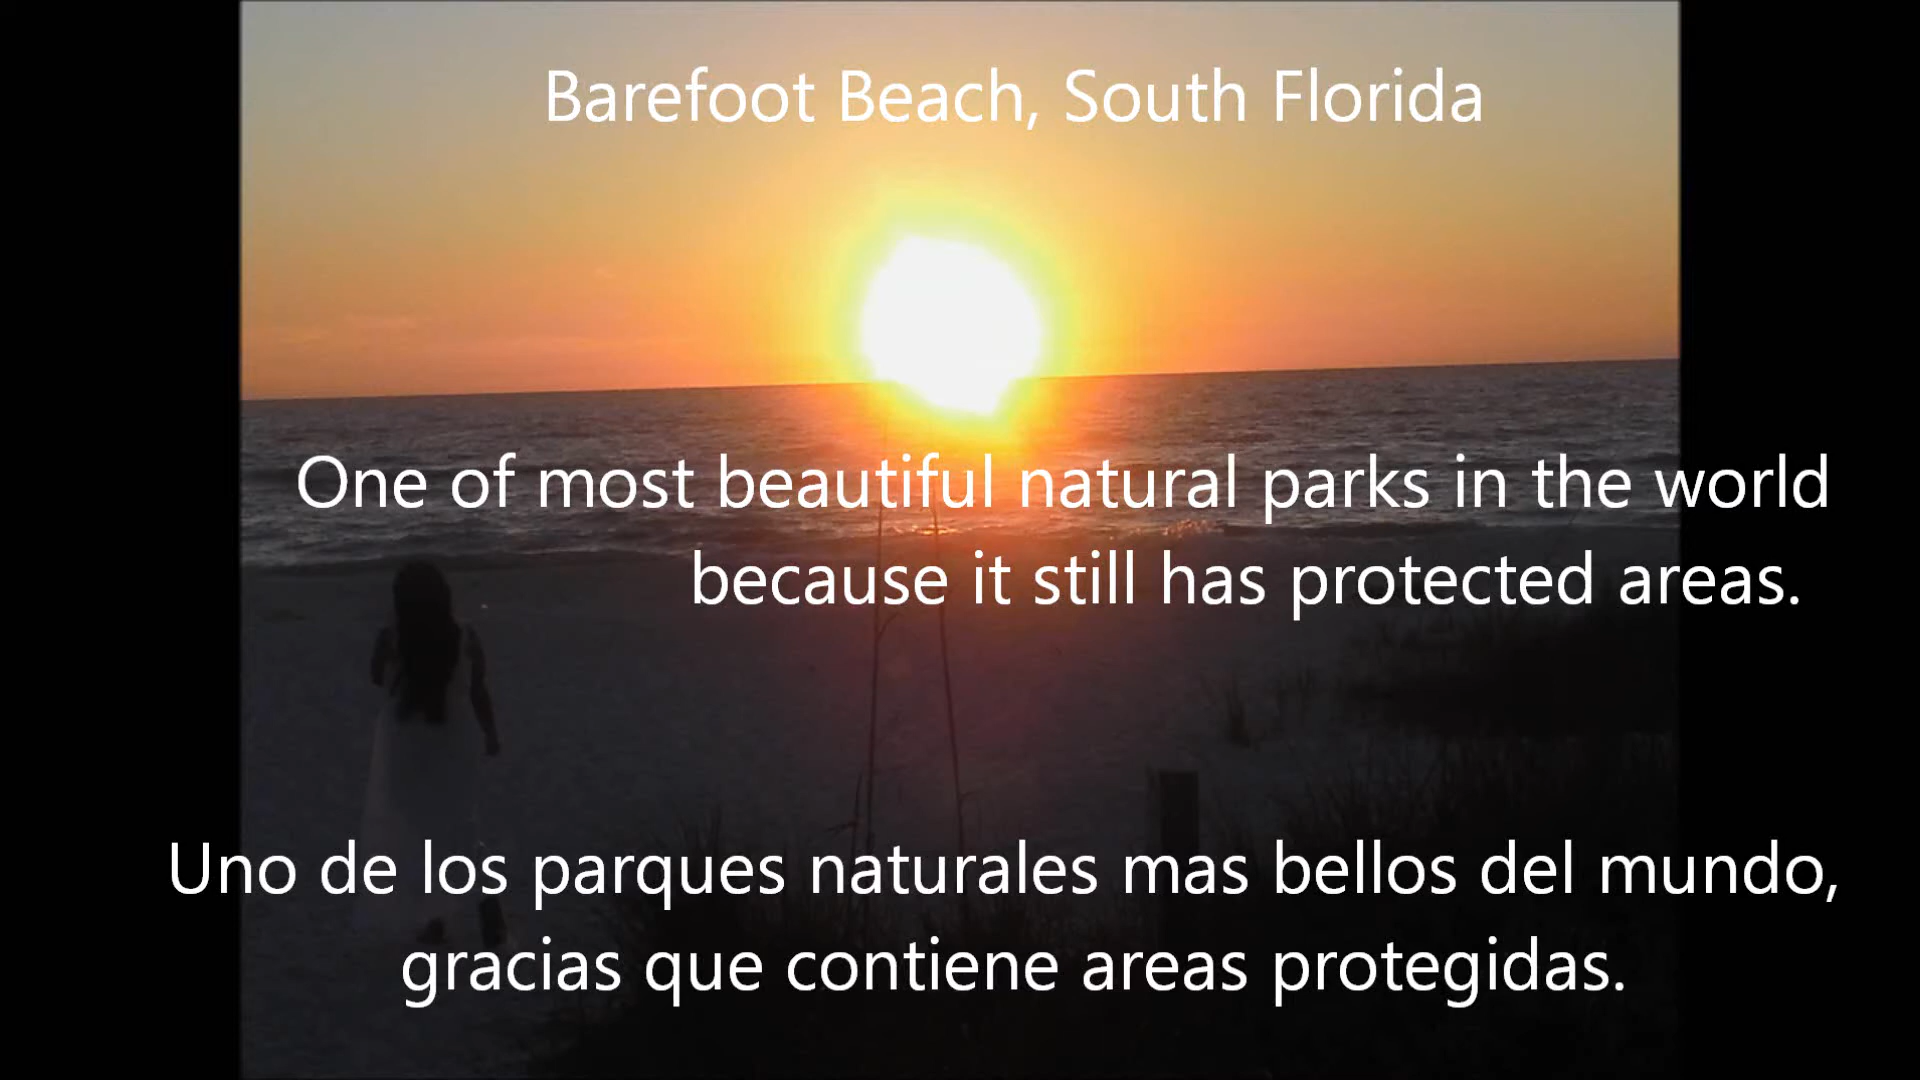 Barefoot Beach, South Florida
One of most beautiful natural parks in the world
because it still has protected areas.
Uno de los parques naturales mas bellos del mundo,
gracias que contiene areas protegidas.